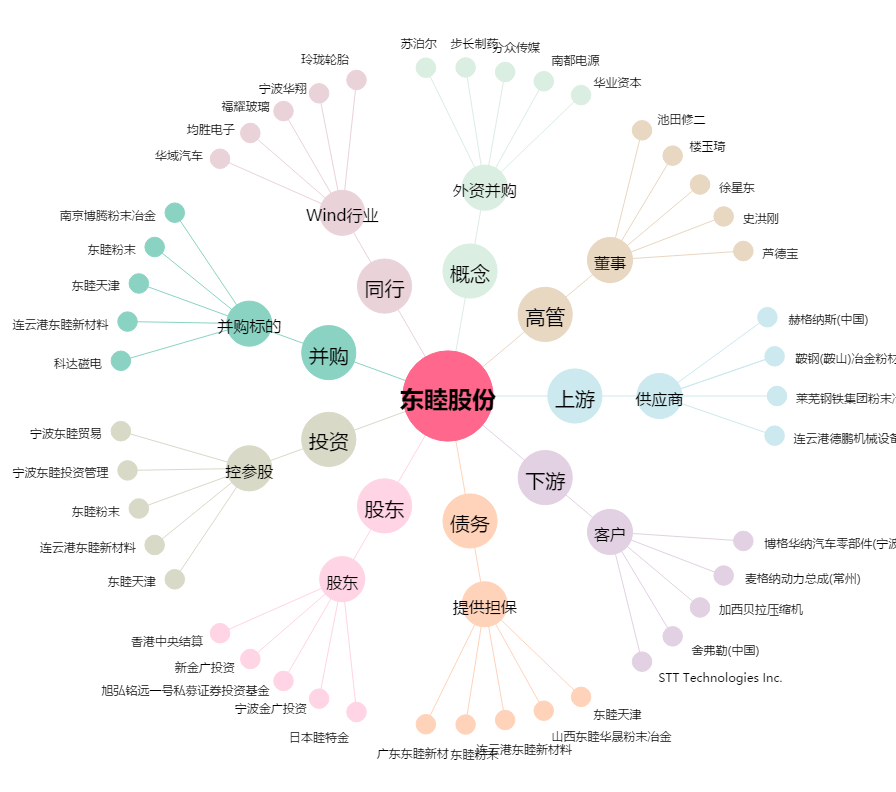 东睦股份
概念
外资并购
苏泊尔
步长制药
分众传媒
南都电源
华业资本
高管
董事
池田修二
楼玉琦
徐星东
史洪刚
芦德宝
上游
供应商
赫格纳斯(中国)
鞍钢(鞍山)冶金粉材
莱芜钢铁集团粉末冶
连云港德鹏机械设备
下游
客户
博格华纳汽车零部件(宁波
麦格纳动力总成(常州)
加西贝拉压缩机
舍弗勒(中国)
STT Technologies Inc.
债务
提供担保
东睦天津
山西东睦华晟粉末冶金
连云港东睦新材料
东睦粉末
广东东睦新材
股东
股东
日本睦特金
宁波金广投资
旭弘铭远一号私募证券投资基金
新金广投资
香港中央结算
投资
控参股
东睦天津
连云港东睦新材料
东睦粉末
宁波东睦投资管理
宁波东睦贸易
并购
并购标的
科达磁电
连云港东睦新材料
东睦天津
东睦粉末
南京博腾粉末冶金
同行
Wind行业
华域汽车
均胜电子
福耀玻璃
宁波华翔
玲珑轮胎